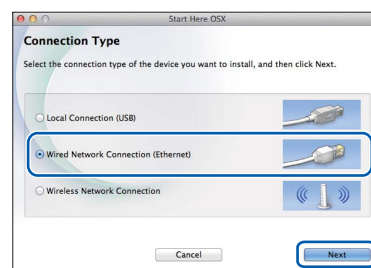 Start Here OSX
Connection Type
Select the connection type of the device you want to install, and then click Next.
Local Connection (USB)
Wired Network Connection (Ethernet)
Wireless Network Connection
Cancel
Next